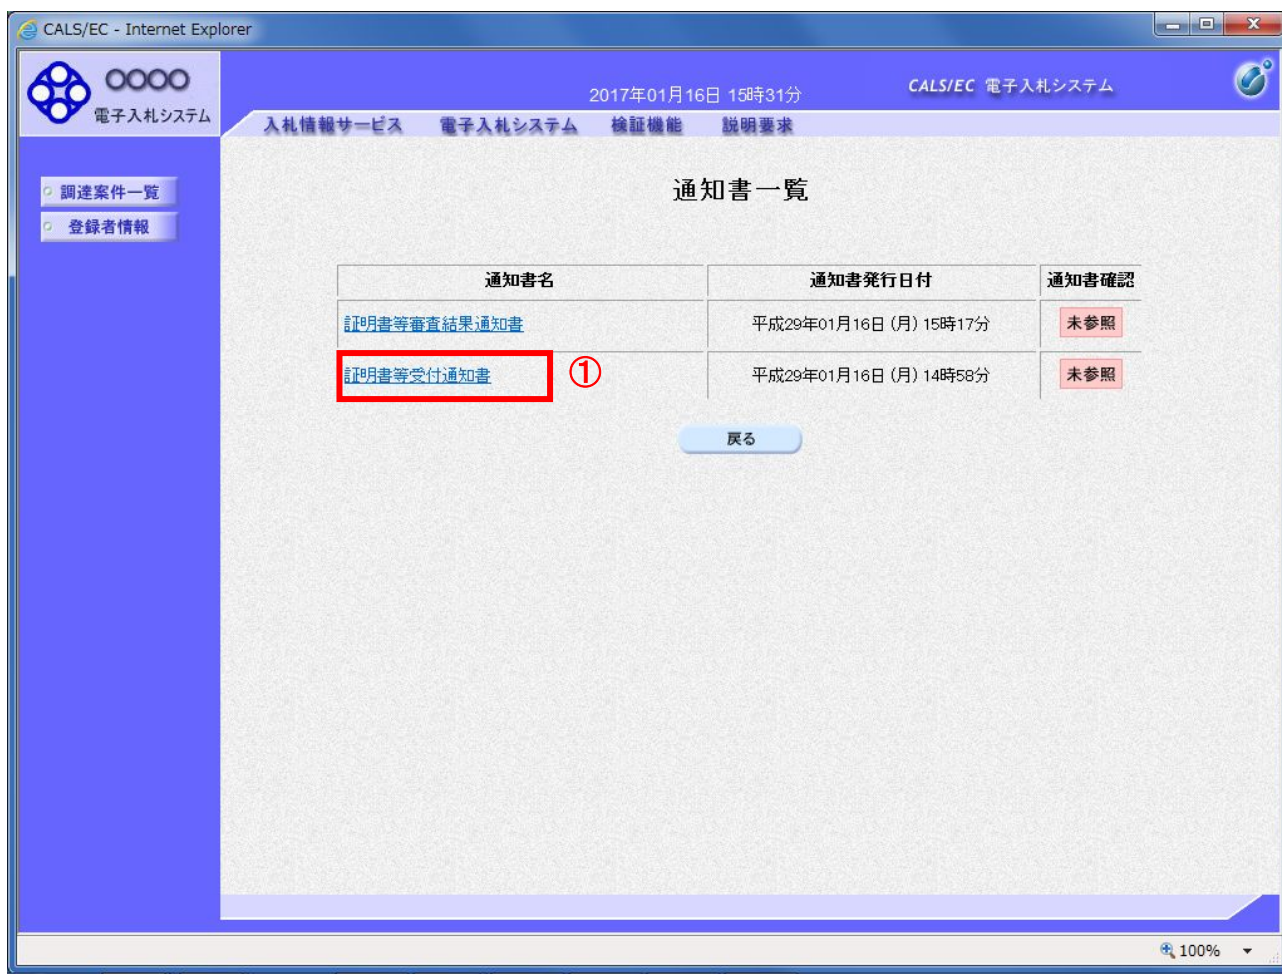 CALS/EC - Internet Explorer
○○○○
電子入札システム
2017年01月16日 15時31分
CALS/EC 電子入札システム
入札情報サービス 電子入札システム 検証機能 説明要求
調達案件一覧
登録者情報
通知書一覧
通知書名 通知書発行日付 通知書確認
証明書等審査結果通知書 平成29年01月16日 (月) 15時17分 未参照
証明書等受付通知書 ① 平成29年01月16日 (月) 14時58分 未参照
戻る
100%